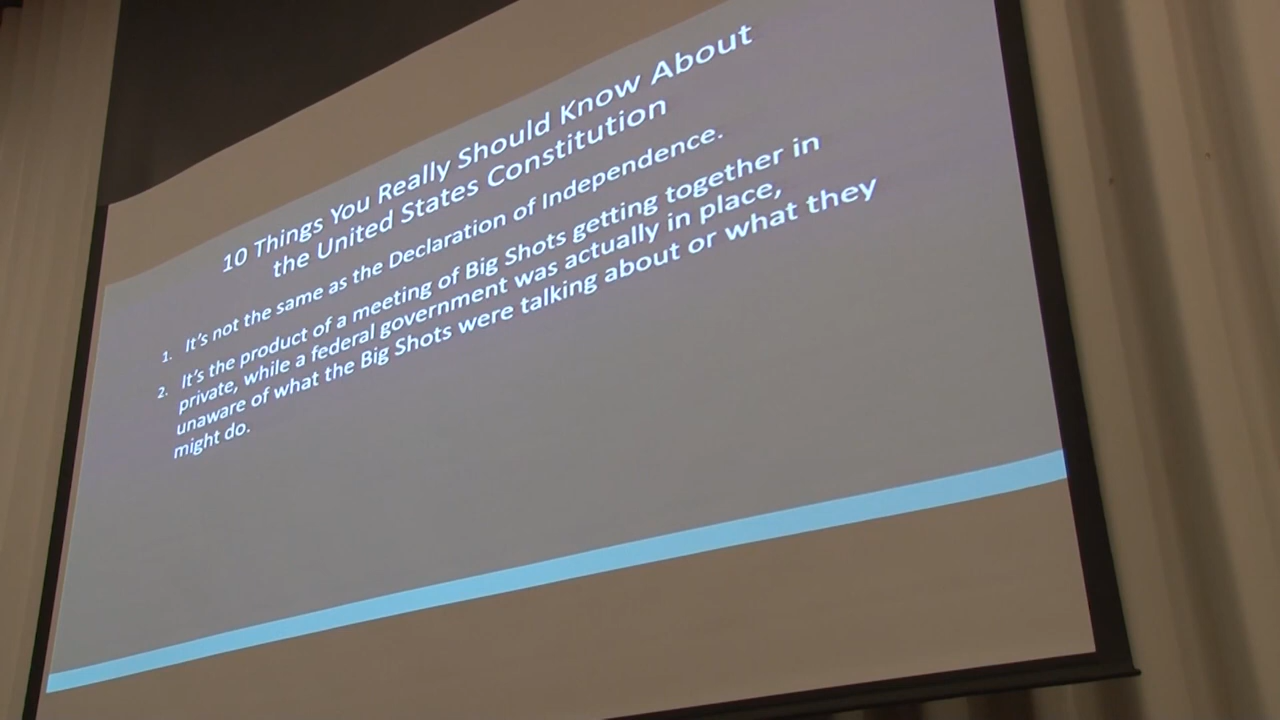 10 Things You Really Should Know About
the United States Constitution
1. It's not the same as the Declaration of Independence.
2. It's the product of a meeting of Big Shots getting together in
private, while a federal government was actually in place,
unaware of what the Big Shots were talking about or what they
might do.